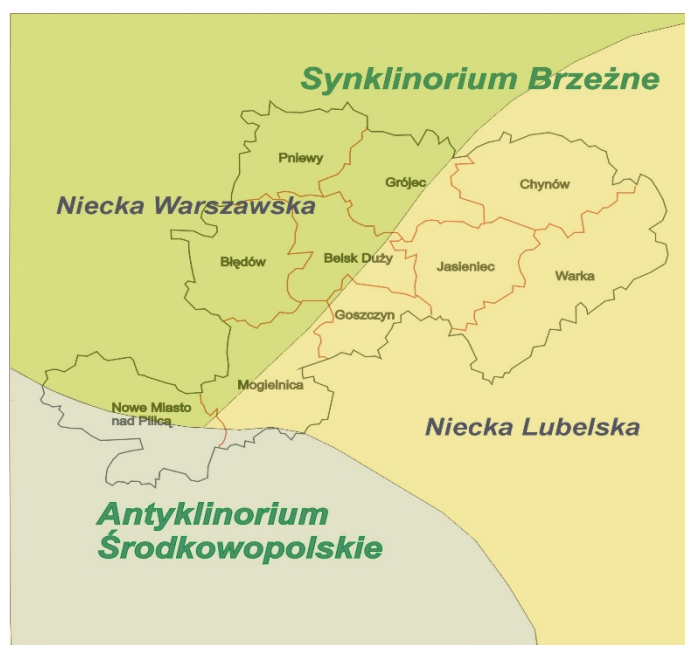 Synklinorium Brzeżne
Pniewy
Grójec
Chynów
Niecka Warszawska
Błędów
Belsk Duży
Jasieniec
Warka
Goszczyn
Mogielnica
Nowe Miasto
nad Pilicą
Niecka Lubelska
Antyklinorium
Środkowopolskie